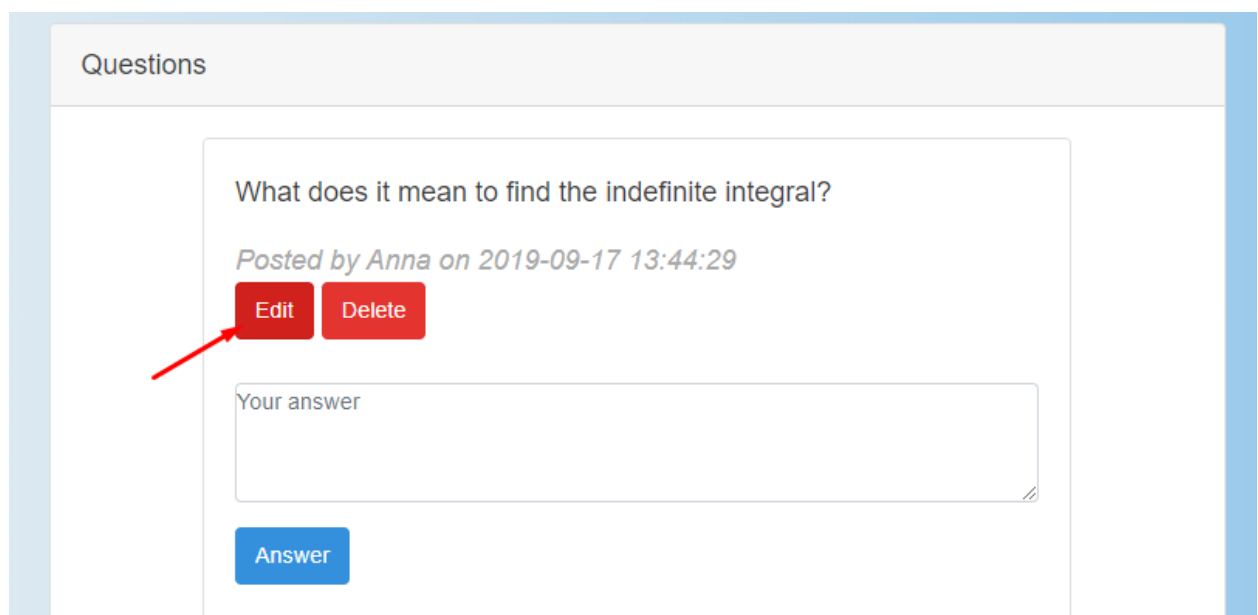 Questions
What does it mean to find the indefinite integral?
Posted by Anna on 2019-09-17 13:44:29
Edit Delete
Your answer
Answer